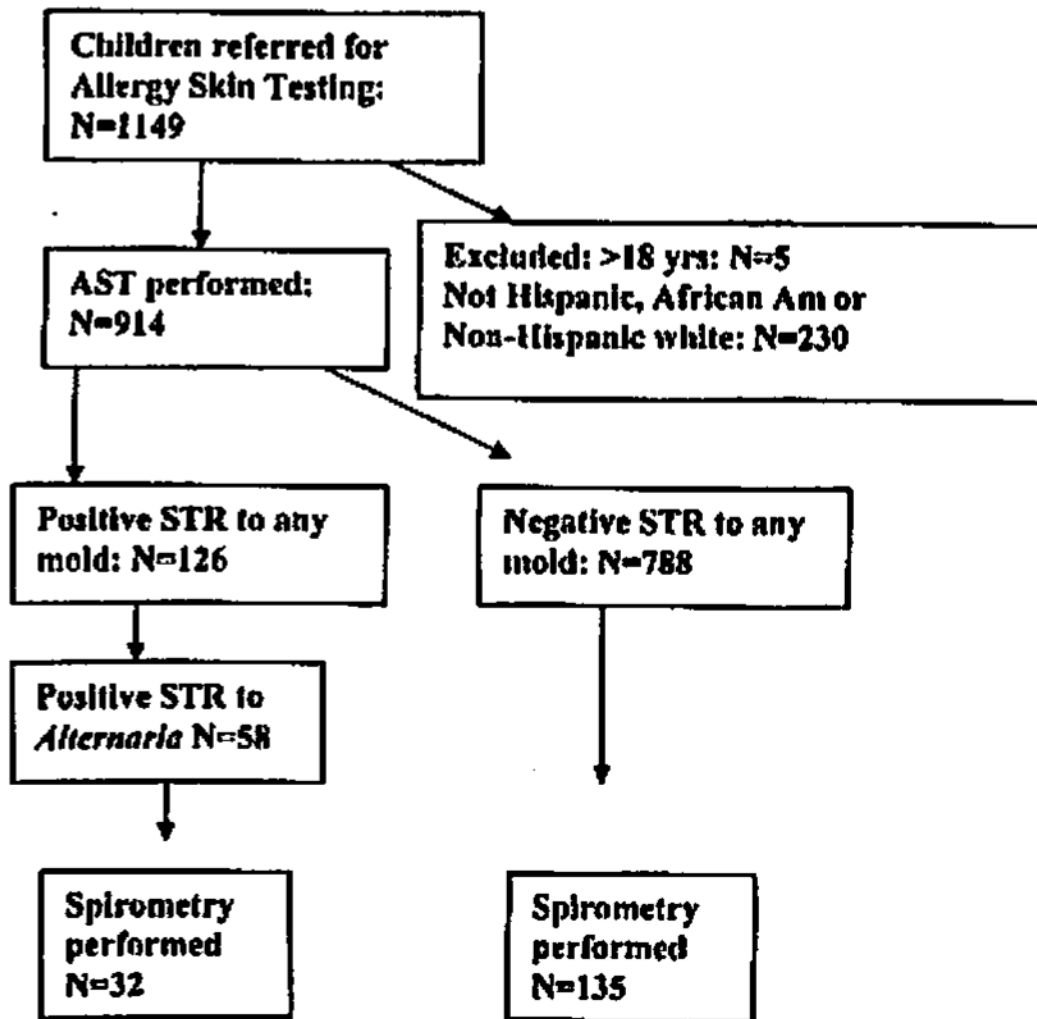 Children referred for
Allergy Skin Testing:
N=1149
AST performed:
N=914
Excluded: >18 yrs: N=5
Not Hispanic, African Am or
Non-Hispanic white: N=230
Positive STR to any
mold: N=126
Negative STR to any
mold: N=788
Positive STR to
Alternaria N=58
Spirometry
performed
N=32
Spirometry
performed
N=135